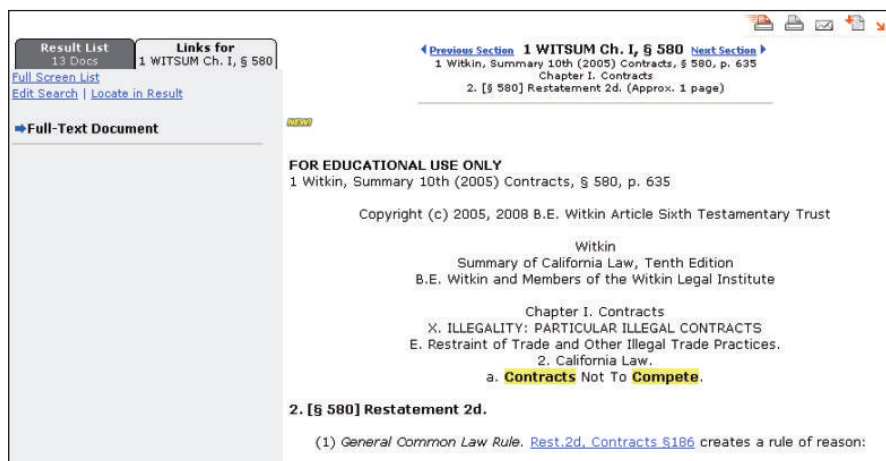 Result List
13 Docs
Links for
1 WITSUM Ch. I, § 580
Full Screen List
Edit Search | Locate in Result
Full-Text Document
Previous Section 1 WITSUM Ch. I, § 580 Next Section
1 Witkin, Summary 10th (2005) Contracts, § 580, p. 635
Chapter I. Contracts
2. [§ 580] Restatement 2d. (Approx. 1 page)
NEW!
FOR EDUCATIONAL USE ONLY
1 Witkin, Summary 10th (2005) Contracts, § 580, p. 635
Copyright (c) 2005, 2008 B.E. Witkin Article Sixth Testamentary Trust
Witkin
Summary of California Law, Tenth Edition
B.E. Witkin and Members of the Witkin Legal Institute
Chapter I. Contracts
X. ILLEGALITY: PARTICULAR ILLEGAL CONTRACTS
E. Restraint of Trade and Other Illegal Trade Practices.
2. California Law.
a. Contracts Not To Compete.
2. [§ 580] Restatement 2d.
(1) General Common Law Rule. Rest.2d, Contracts §186 creates a rule of reason: